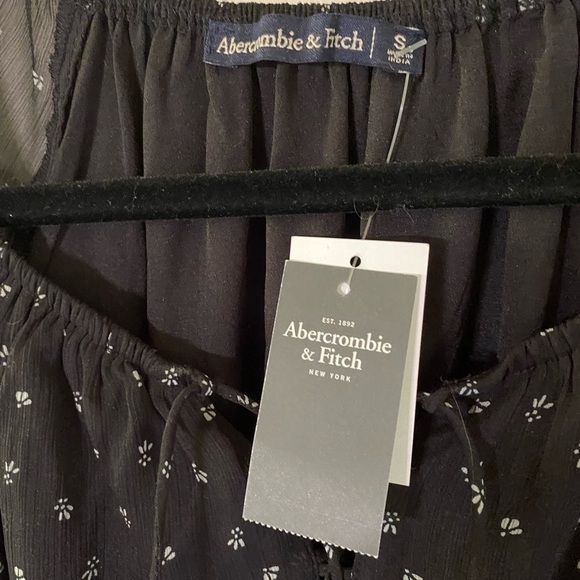 Abercrombie & Fitch | S
MADE IN
INDIA
EST. 1892
Abercrombie
& Fitch
NEW YORK